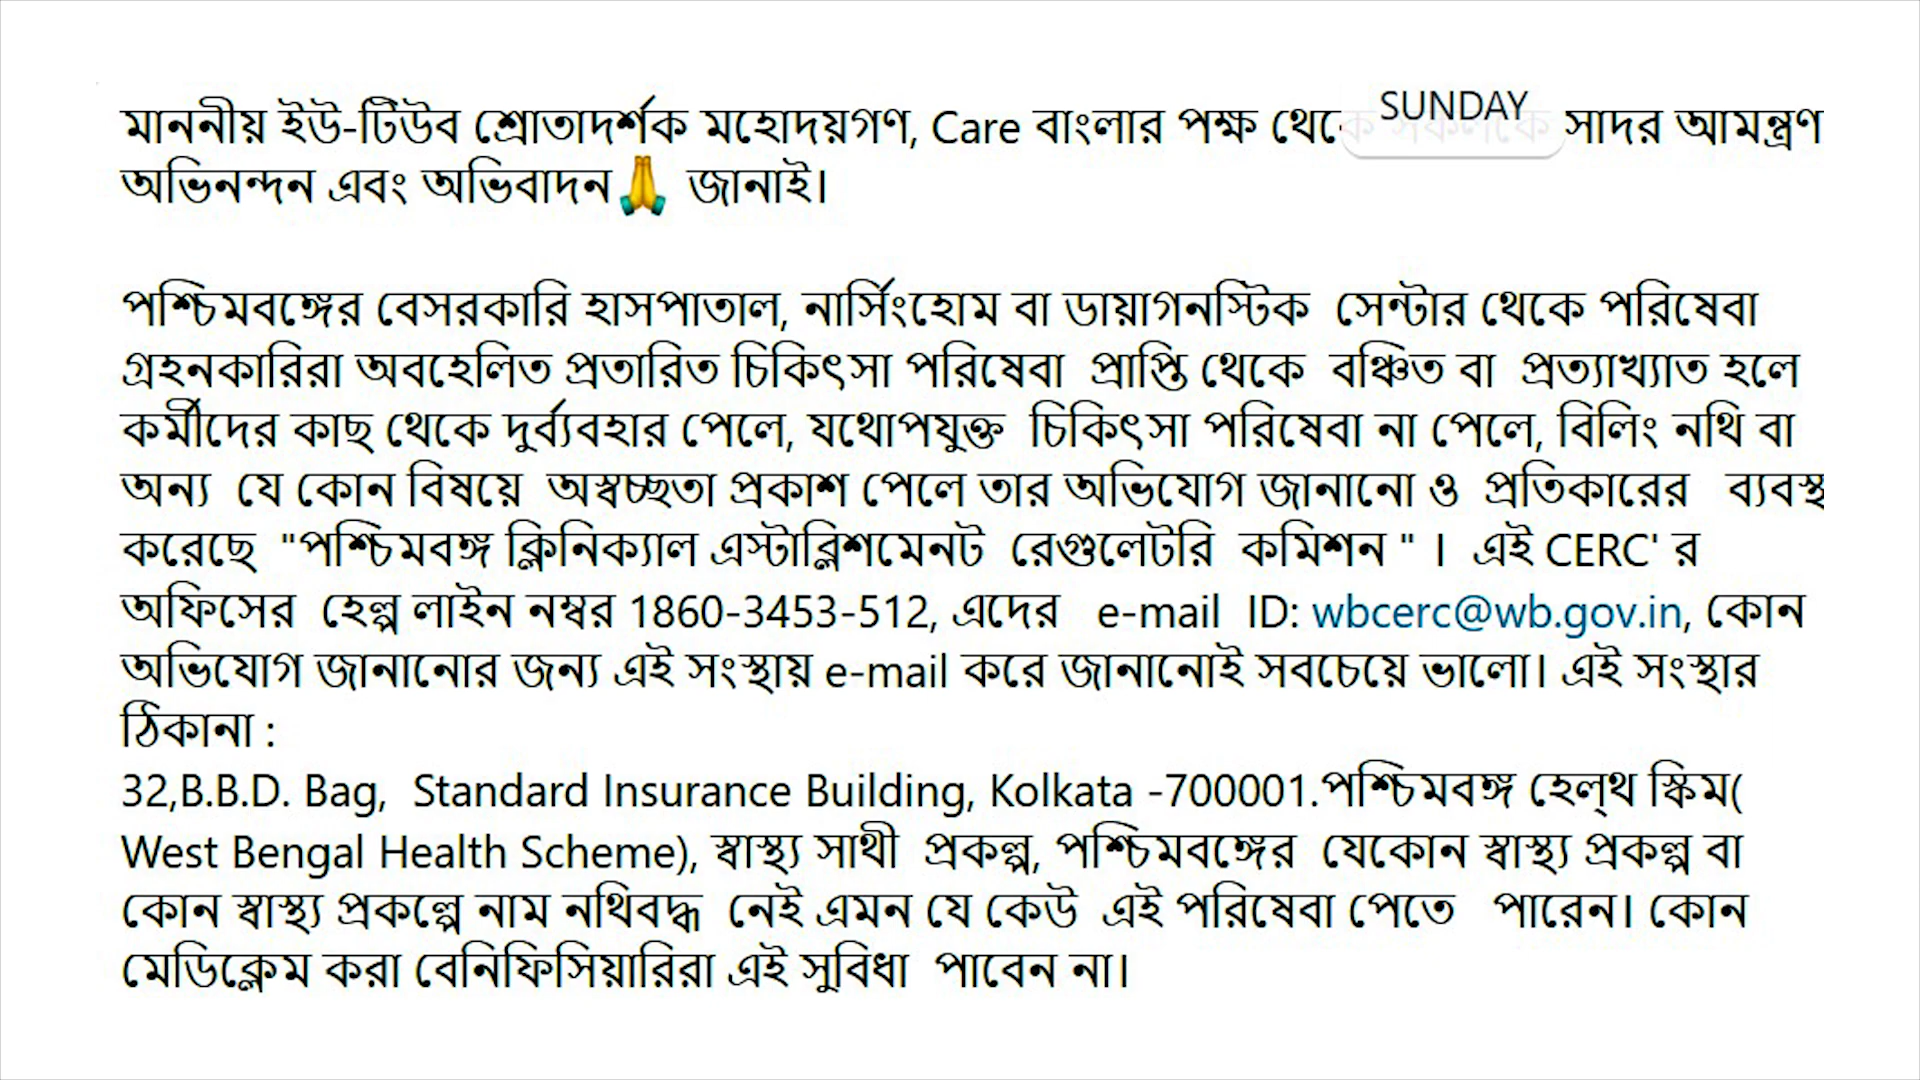 মাননীয় ইউ-টিউব শ্রোতাদর্শক মহোদয়গণ, Care বাংলার পক্ষ থেকে সকলকে সাদর আমন্ত্রণ
SUNDAY
অভিনন্দন এবং অভিবাদন🙏 জানাই।
পশ্চিমবঙ্গের বেসরকারি হাসপাতাল, নার্সিংহোম বা ডায়াগনস্টিক সেন্টার থেকে পরিষেবা
গ্রহনকারিরা অবহেলিত প্রতারিত চিকিৎসা পরিষেবা প্রাপ্তি থেকে বঞ্চিত বা প্রত্যাখ্যাত হলে
কর্মীদের কাছ থেকে দুর্ব্যবহার পেলে, যথোপযুক্ত চিকিৎসা পরিষেবা না পেলে, বিলিং নথি বা
অন্য যে কোন বিষয়ে অস্বচ্ছতা প্রকাশ পেলে তার অভিযোগ জানানো ও প্রতিকারের ব্যবস্থ
করেছে "পশ্চিমবঙ্গ ক্লিনিক্যাল এস্টাব্লিশমেনট রেগুলেটরি কমিশন " । এই CERC' র
অফিসের হেল্প লাইন নম্বর 1860-3453-512, এদের e-mail ID: wbcerc@wb.gov.in, কোন
অভিযোগ জানানোর জন্য এই সংস্থায় e-mail করে জানানোই সবচেয়ে ভালো। এই সংস্থার
ঠিকানা :
32,B.B.D. Bag, Standard Insurance Building, Kolkata -700001.পশ্চিমবঙ্গ হেল্‌থ স্কিম(
West Bengal Health Scheme), স্বাস্থ্য সাথী প্রকল্প, পশ্চিমবঙ্গের যেকোন স্বাস্থ্য প্রকল্প বা
কোন স্বাস্থ্য প্রকল্পে নাম নথিবদ্ধ নেই এমন যে কেউ এই পরিষেবা পেতে পারেন। কোন
মেডিক্লেম করা বেনিফিসিয়ারিরা এই সুবিধা পাবেন না।